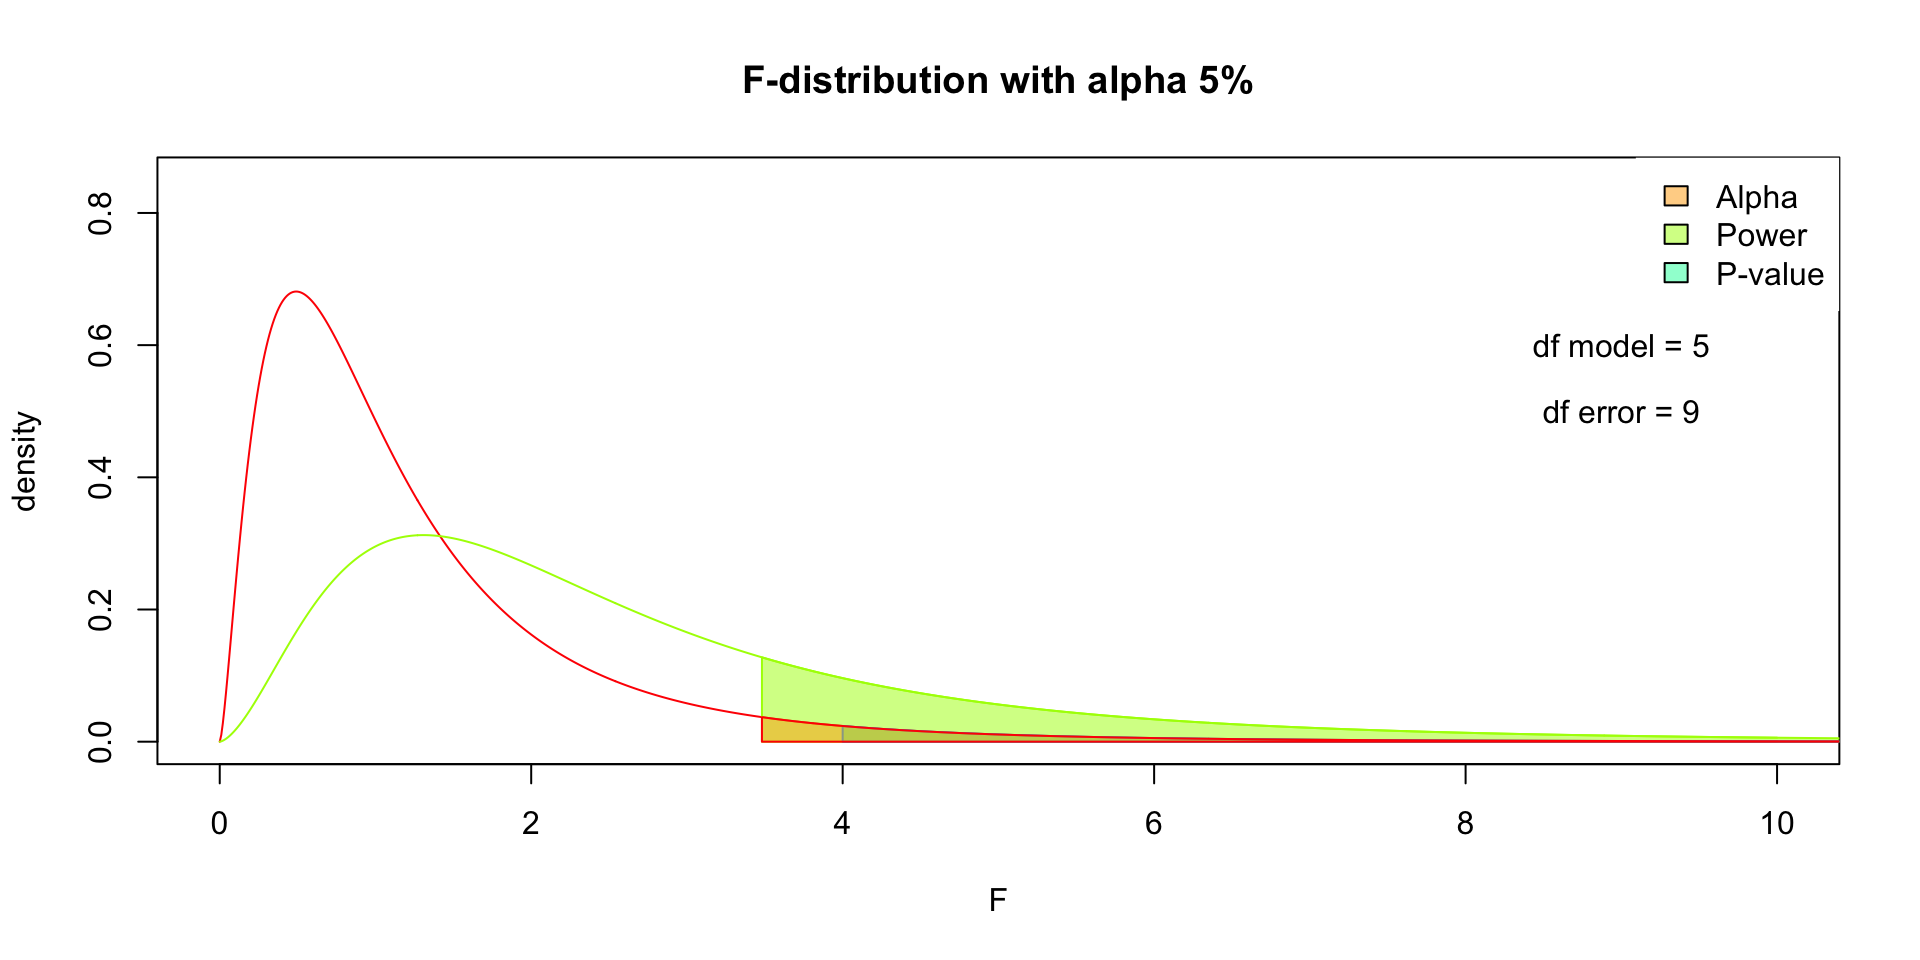 F-distribution with alpha 5%
Alpha
Power
P-value
df model = 5
df error = 9
density
0.8
0.6
0.4
0.2
0.0
0 2 4 6 8 10
F